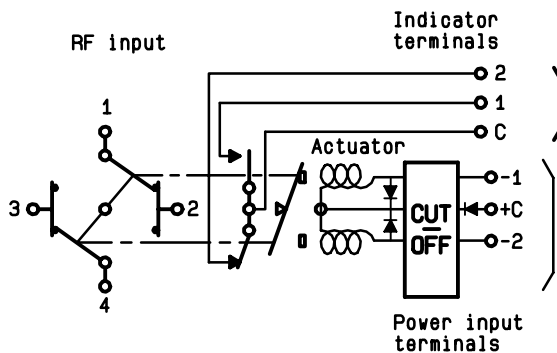 Indicator
terminals
RF input
2
1
C
1
Actuator
3
2
CUT
OFF
-1
+C
-2
4
Power input
terminals